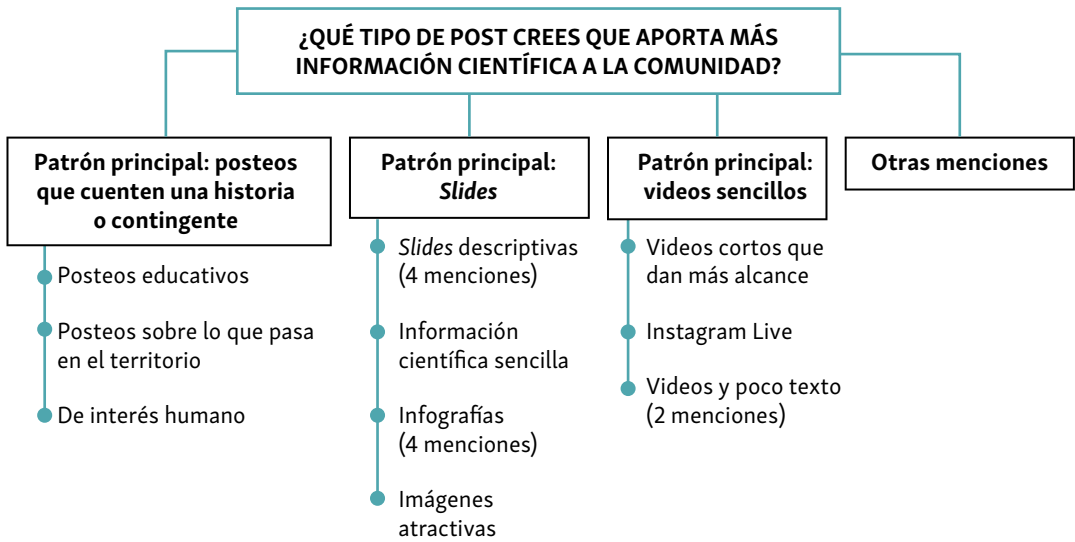 ¿QUÉ TIPO DE POST CREES QUE APORTA MÁS
INFORMACIÓN CIENTÍFICA A LA COMUNIDAD?
Patrón principal: posteos
que cuenten una historia
o contingente
Posteos educativos
Posteos sobre lo que pasa
en el territorio
De interés humano
Patrón principal:
Slides
Slides descriptivas
(4 menciones)
Información
científica sencilla
Infografías
(4 menciones)
Imágenes
atractivas
Patrón principal:
videos sencillos
Videos cortos que
dan más alcance
Instagram Live
Videos y poco texto
(2 menciones)
Otras menciones